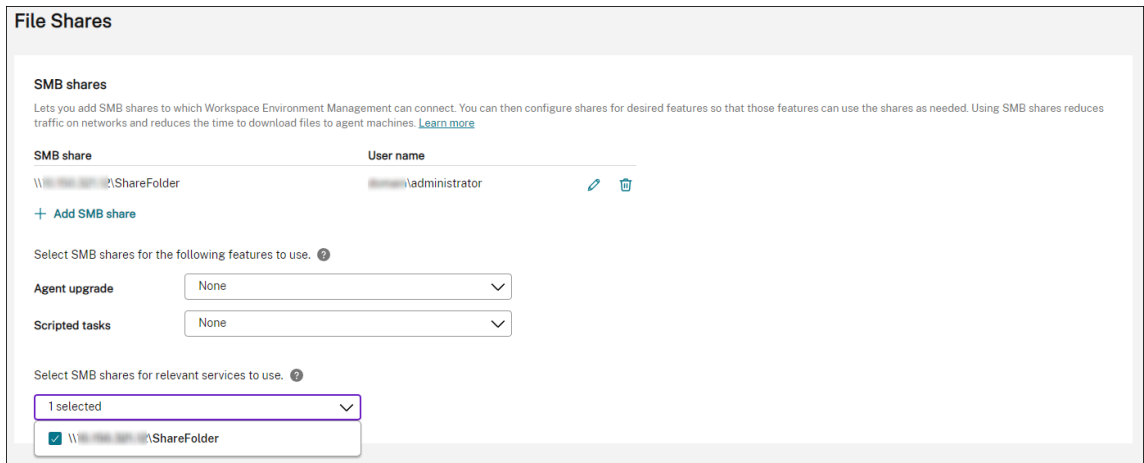 File Shares
SMB shares
Lets you add SMB shares to which Workspace Environment Management can connect. You can then configure shares for desired features so that those features can use the shares as needed. Using SMB shares reduces
traffic on networks and reduces the time to download files to agent machines. Learn more
SMB share User name
\\ \ShareFolder \administrator
+ Add SMB share
Select SMB shares for the following features to use. ?
Agent upgrade None
Scripted tasks None
Select SMB shares for relevant services to use. ?
1 selected
\\ \ShareFolder